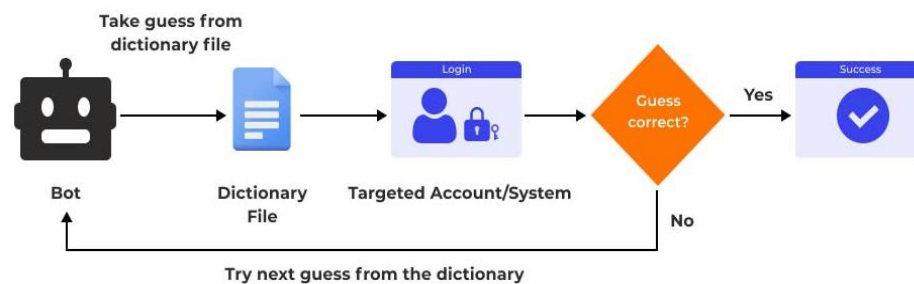 Take guess from
dictionary file
Login
Success
Guess
correct?
Yes
Bot
Dictionary
File
Targeted Account/System
No
Try next guess from the dictionary